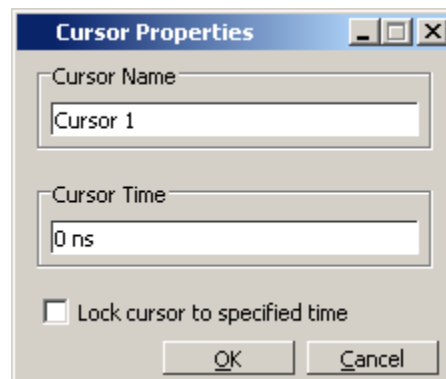 Cursor Properties
Cursor Name
Cursor 1
Cursor Time
0 ns
Lock cursor to specified time
OK Cancel